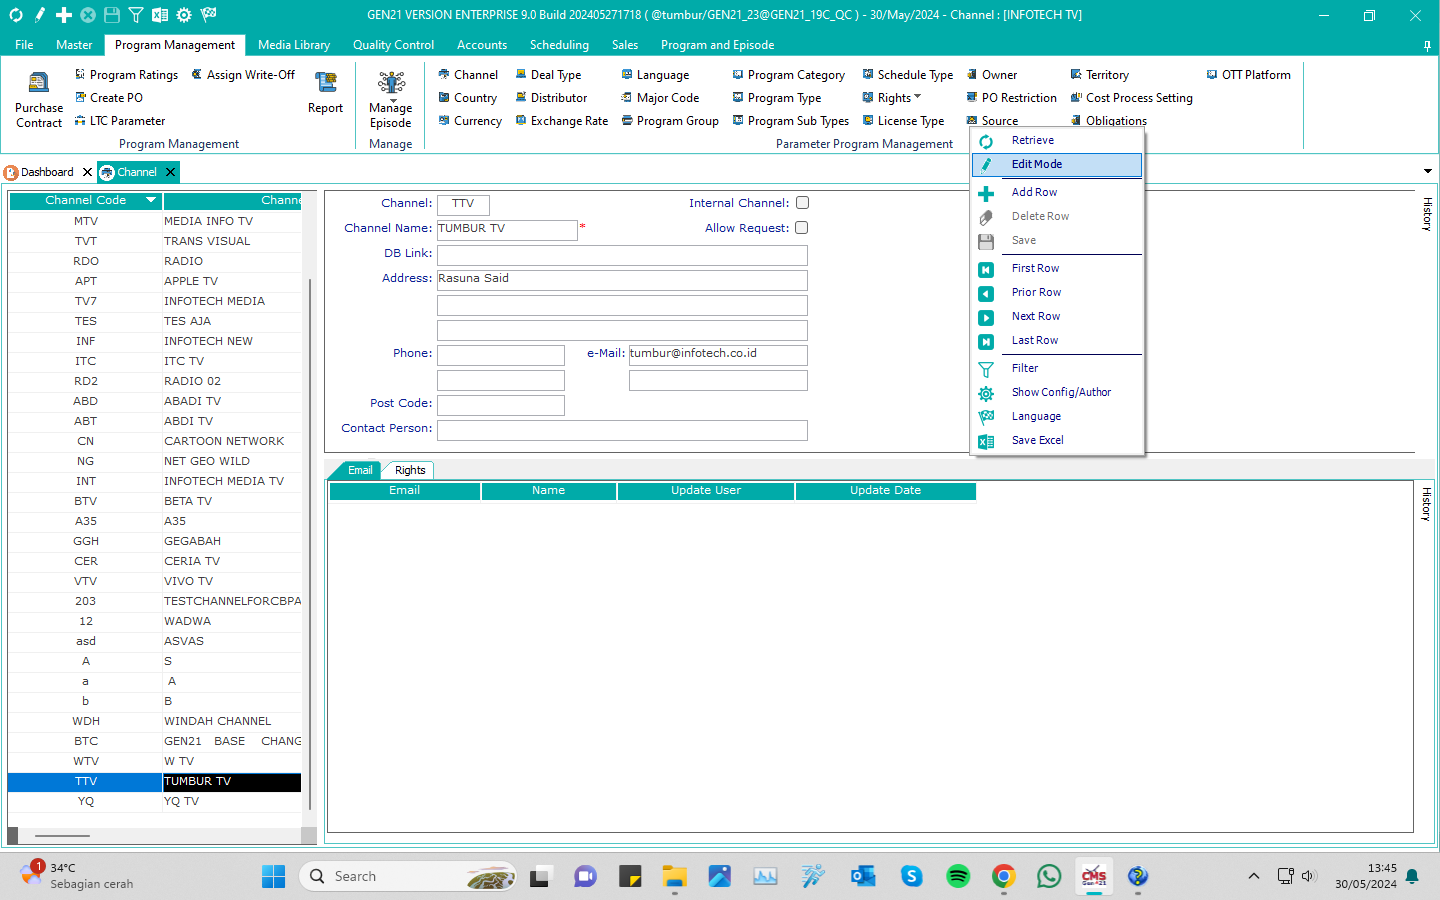 GEN21 VERSION ENTERPRISE 9.0 Build 202405271718 ( @tumbur/GEN21_23@GEN21_19C_QC ) - 30/May/2024 - Channel : [INFOTECH TV]
File Master Program Management Media Library Quality Control Accounts Scheduling Sales Program and Episode
Program Ratings Assign Write-Off Channel Deal Type Language Program Category Schedule Type Owner Territory OTT Platform
Create PO Country Distributor Major Code Program Type Rights PO Restriction Cost Process Setting
Purchase Contract Report Manage Episode
LTC Parameter Currency Exchange Rate Program Group Program Sub Types License Type Source Obligations
Program Management Manage Parameter Program Management
Dashboard Channel
Channel Code Channe
MTV MEDIA INFO TV
TVT TRANS VISUAL
RDO RADIO
APT APPLE TV
TV7 INFOTECH MEDIA
TES TES AJA
INF INFOTECH NEW
ITC ITC TV
RD2 RADIO 02
ABD ABADI TV
ABT ABDI TV
CN CARTOON NETWORK
NG NET GEO WILD
INT INFOTECH MEDIA TV
BTV BETA TV
A35 A35
GGH GEGABAH
CER CERIA TV
VTV VIVO TV
203 TESTCHANNELFORCBPA
12 WADWA
asd ASVAS
A S
a A
b B
WDH WINDAH CHANNEL
BTC GEN21 BASE CHANG
WTV W TV
TTV TUMBUR TV
YQ YQ TV
Channel: TTV Internal Channel:
Channel Name: TUMBUR TV * Allow Request:
DB Link:
Address: Rasuna Said
Phone: e-Mail: tumbur@infotech.co.id
Post Code:
Contact Person:
History
Retrieve
Edit Mode
Add Row
Delete Row
Save
First Row
Prior Row
Next Row
Last Row
Filter
Show Config/Author
Language
Save Excel
Email Rights
Email Name Update User Update Date
History
1
34°C
Sebagian cerah
Search
CMS
Gen 21
13:45
30/05/2024